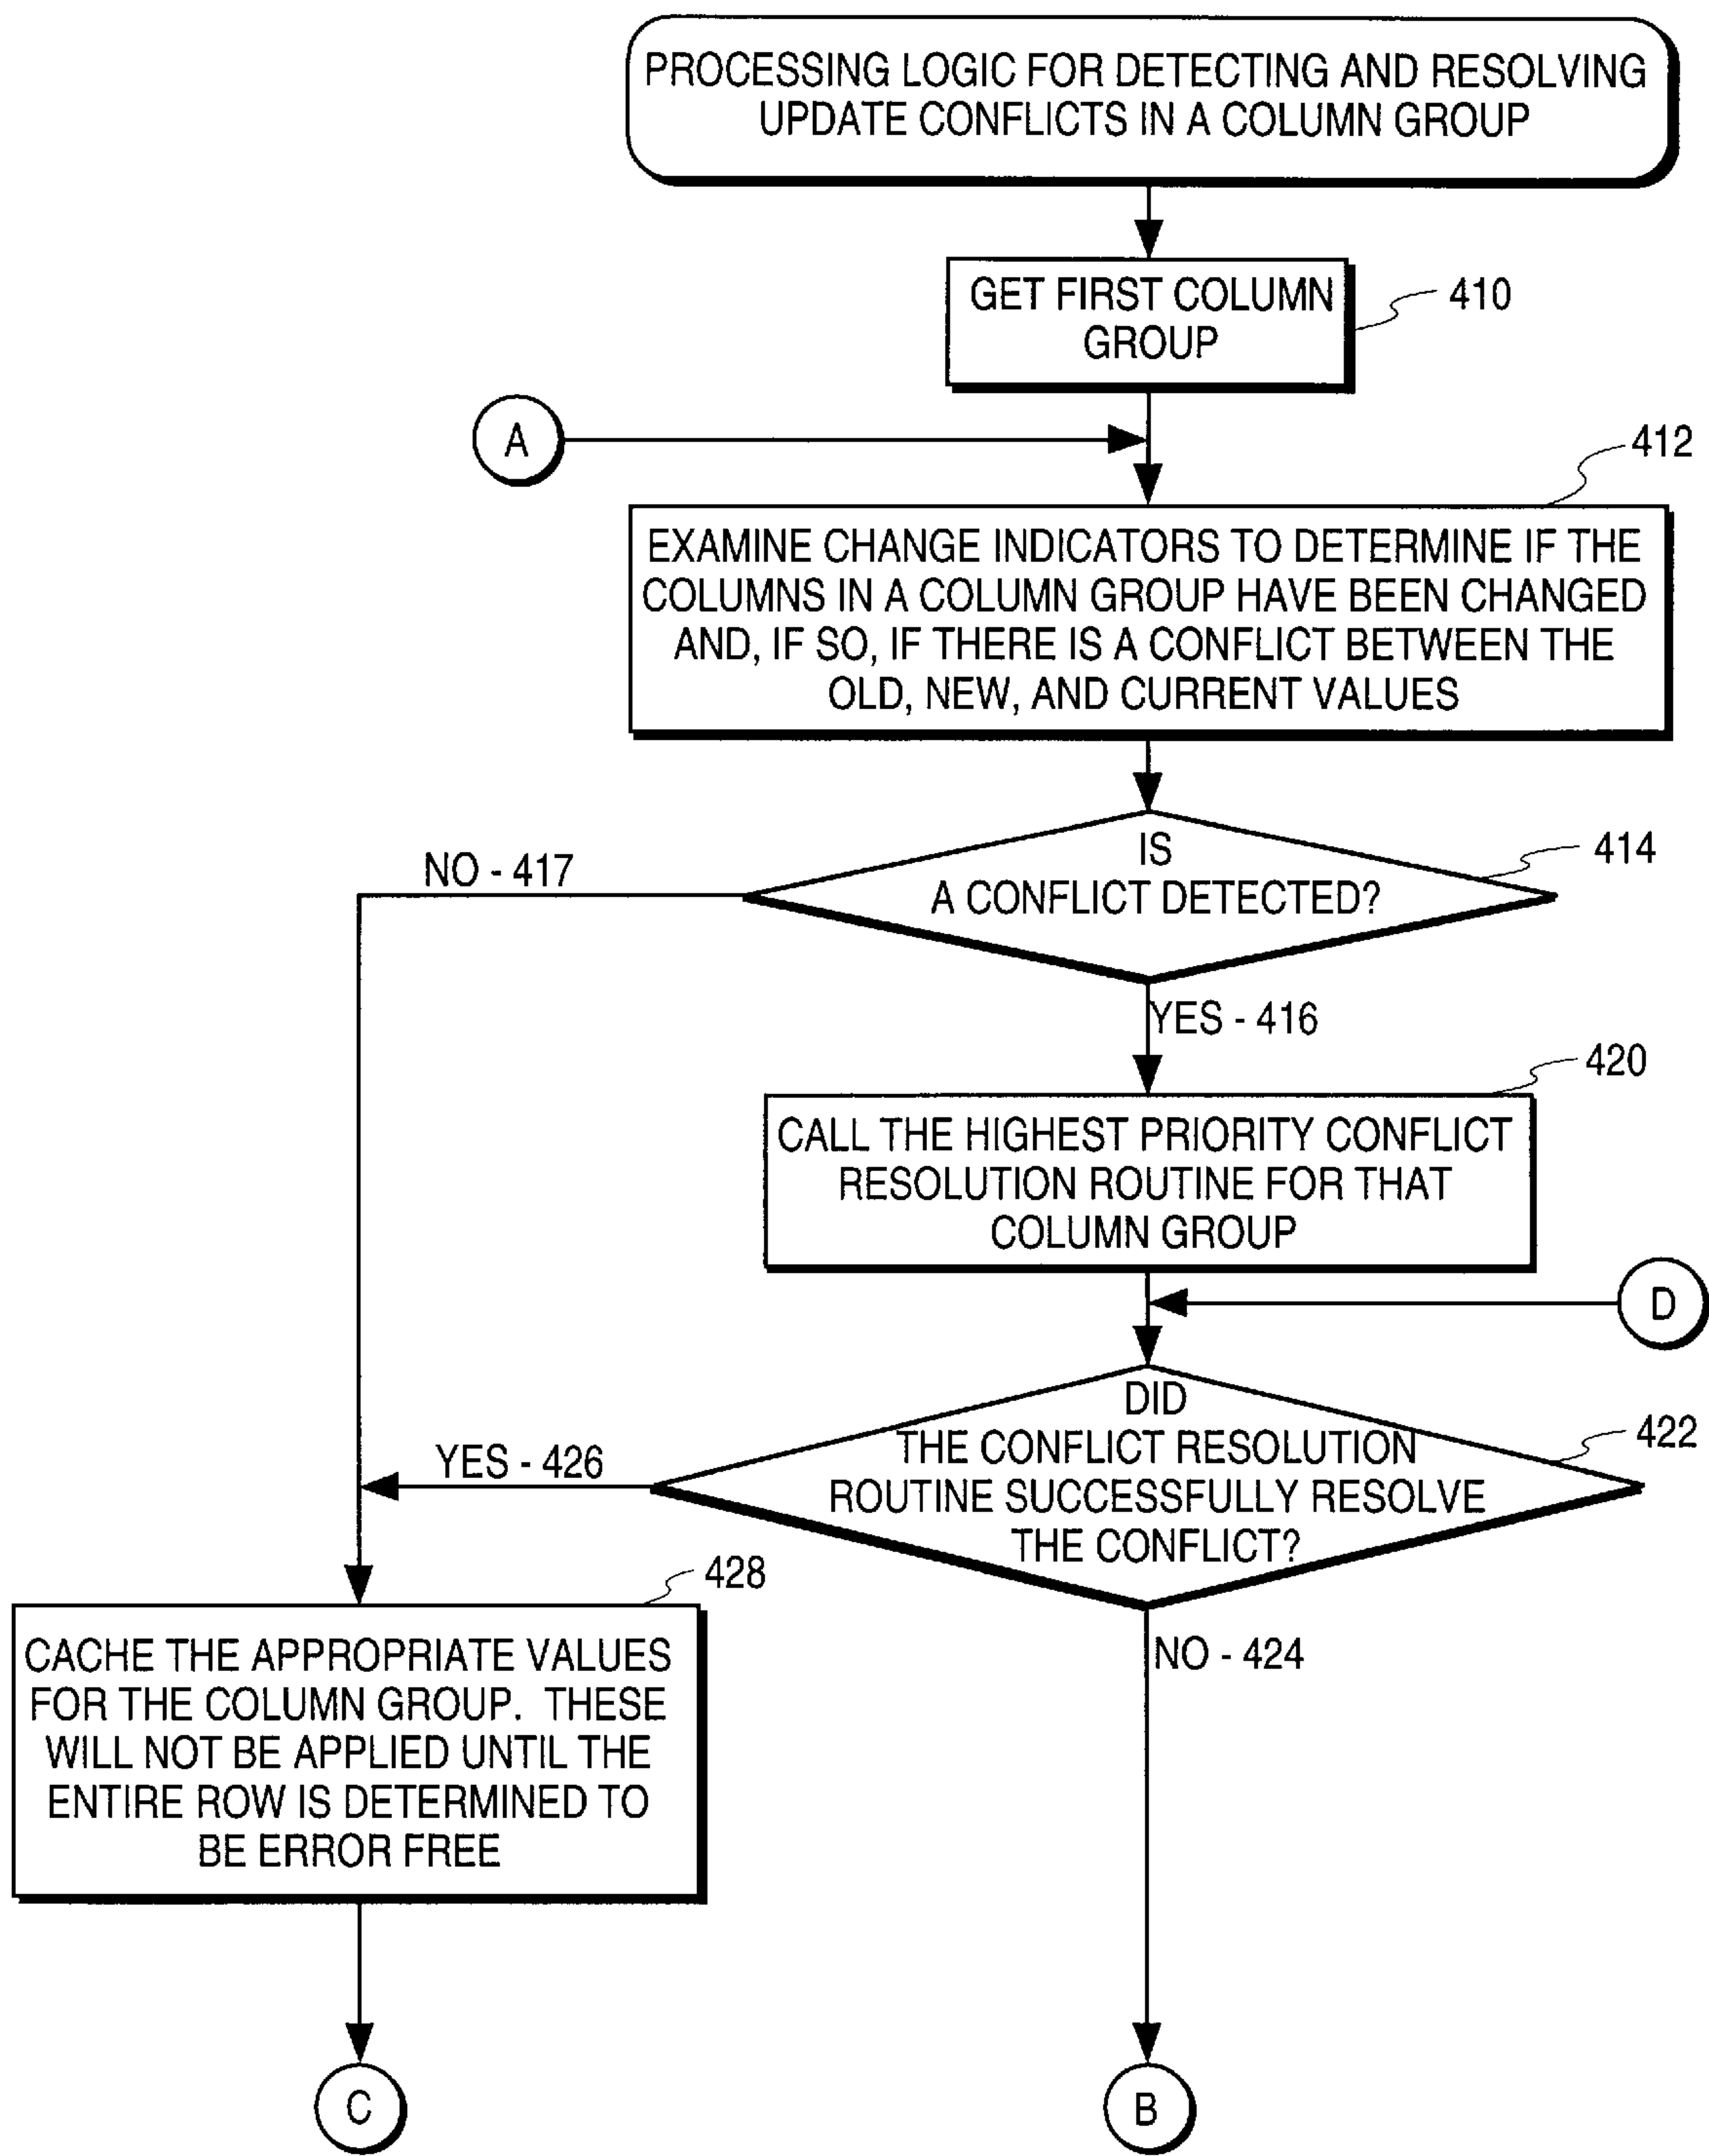 PROCESSING LOGIC FOR DETECTING AND RESOLVING
UPDATE CONFLICTS IN A COLUMN GROUP
GET FIRST COLUMN
GROUP
410
A
412
EXAMINE CHANGE INDICATORS TO DETERMINE IF THE
COLUMNS IN A COLUMN GROUP HAVE BEEN CHANGED
AND, IF SO, IF THERE IS A CONFLICT BETWEEN THE
OLD, NEW, AND CURRENT VALUES
IS
A CONFLICT DETECTED?
414
NO - 417
YES - 416
420
CALL THE HIGHEST PRIORITY CONFLICT
RESOLUTION ROUTINE FOR THAT
COLUMN GROUP
D
DID
THE CONFLICT RESOLUTION
ROUTINE SUCCESSFULLY RESOLVE
THE CONFLICT?
422
YES - 426
428
NO - 424
CACHE THE APPROPRIATE VALUES
FOR THE COLUMN GROUP. THESE
WILL NOT BE APPLIED UNTIL THE
ENTIRE ROW IS DETERMINED TO
BE ERROR FREE
C
B